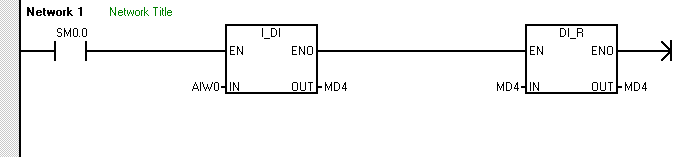 Network 1 Network Title
SM0.0
I_DI
EN ENO
AIW0 IN OUT MD4
DI_R
EN ENO
MD4 IN OUT MD4